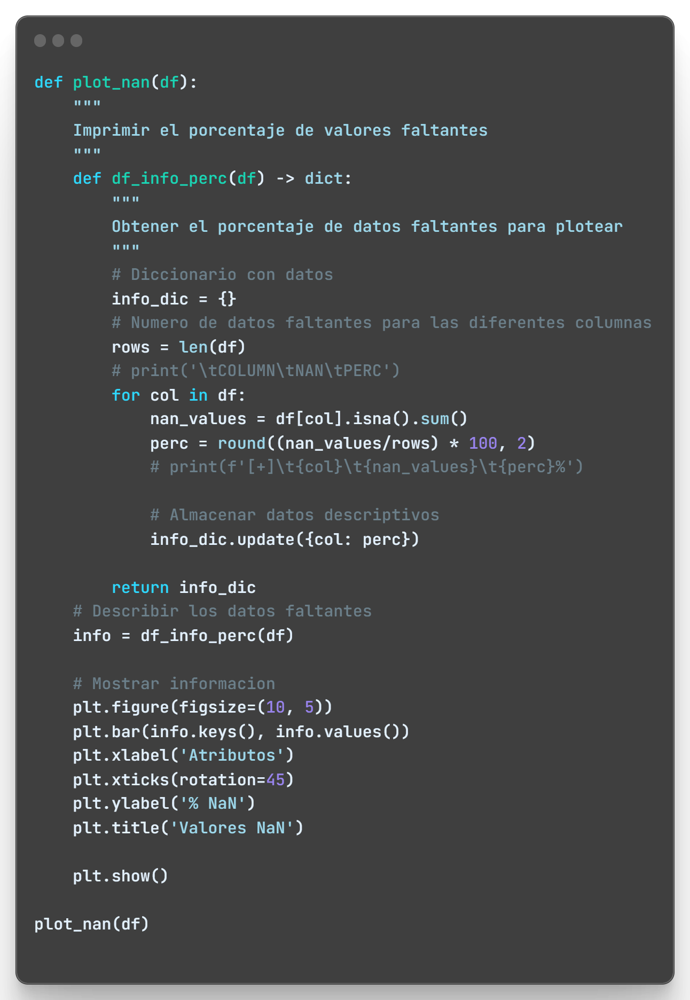 def plot_nan(df):
    """
    Imprimir el porcentaje de valores faltantes
    """
    def df_info_perc(df) -> dict:
        """
        Obtener el porcentaje de datos faltantes para plotear
        """
        # Diccionario con datos
        info_dic = {}
        # Numero de datos faltantes para las diferentes columnas
        rows = len(df)
        # print('\tCOLUMN\tNAN\tPERC')
        for col in df:
            nan_values = df[col].isna().sum()
            perc = round((nan_values/rows) * 100, 2)
            # print(f'[+]\t{col}\t{nan_values}\t{perc}%')

            # Almacenar datos descriptivos
            info_dic.update({col: perc})

        return info_dic
    # Describir los datos faltantes
    info = df_info_perc(df)

    # Mostrar informacion
    plt.figure(figsize=(10, 5))
    plt.bar(info.keys(), info.values())
    plt.xlabel('Atributos')
    plt.xticks(rotation=45)
    plt.ylabel('% NaN')
    plt.title('Valores NaN')

    plt.show()

plot_nan(df)